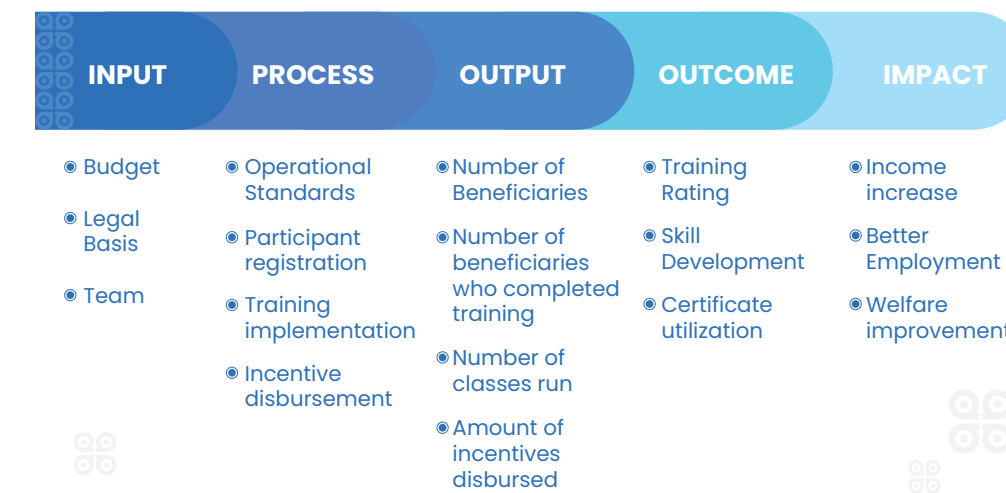 INPUT
PROCESS
OUTPUT
OUTCOME
IMPACT
Budget
Legal
Basis
Team
Operational
Standards
Participant
registration
Training
implementation
Incentive
disbursement
Number of
Beneficiaries
Number of
beneficiaries
who completed
training
Number of
classes run
Amount of
incentives
disbursed
Training
Rating
Skill
Development
Certificate
utilization
Income
increase
Better
Employment
Welfare
improvement